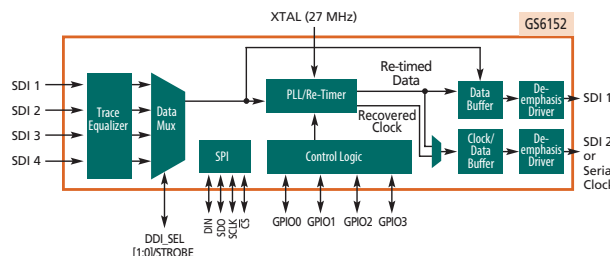 XTAL (27 MHz)
GS6152
SDI 1
SDI 2
SDI 3
SDI 4
Trace
Equalizer
Data
Mux
PLL/Re-Timer
Re-timed
Data
Recovered
Clock
Data
Buffer
De-
emphasis
Driver
SDI 1
SPI
Control Logic
Clock/
Data
Buffer
De-
emphasis
Driver
SDI 2
or
Serial
Clock
DDI_SEL
[1:0]/STROBE
DIN
SDO
SCLK
CS
GPIO0
GPIO1
GPIO2
GPIO3